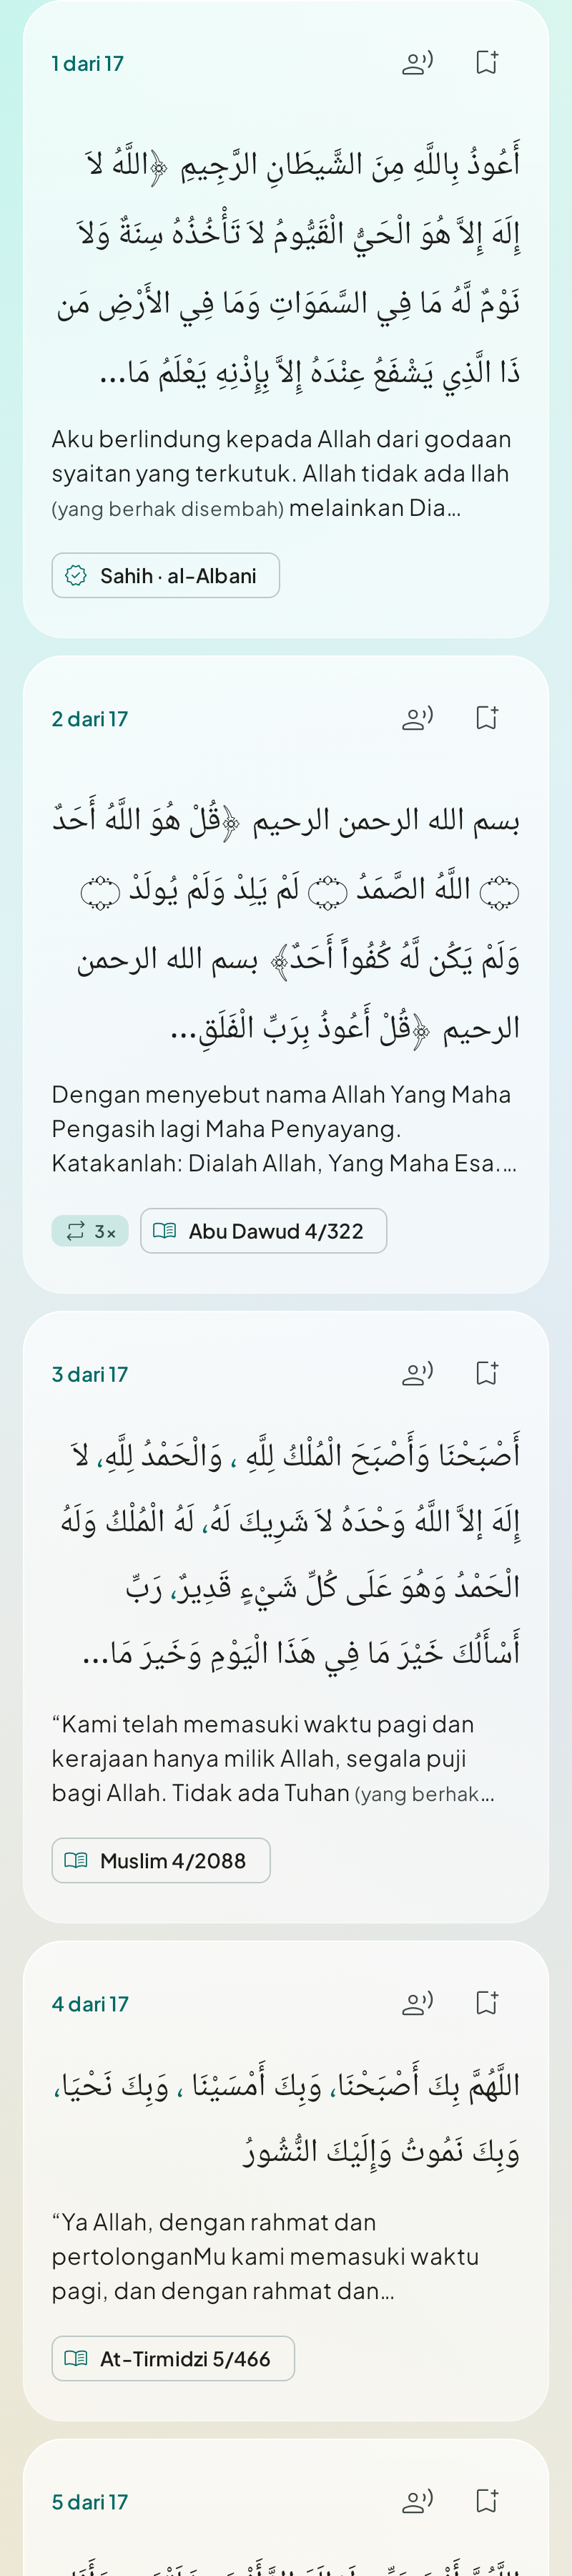 1 dari 17
أَعُوذُ بِاللَّهِ مِنَ الشَّيطَانِ الرَّجِيمِ ﴿اللَّهُ لاَ
إِلَهَ إِلاَّ هُوَ الْحَيُّ الْقَيُّومُ لاَ تَأْخُذُهُ سِنَةٌ وَلاَ
نَوْمٌ لَّهُ مَا فِي السَّمَوَاتِ وَمَا فِي الأَرْضِ مَن
ذَا الَّذِي يَشْفَعُ عِنْدَهُ إِلاَّ بِإِذْنِهِ يَعْلَمُ مَا...
Aku berlindung kepada Allah dari godaan
syaitan yang terkutuk. Allah tidak ada Ilah
(yang berhak disembah) melainkan Dia...
Sahih · al-Albani
2 dari 17
بسم الله الرحمن الرحيم ﴿قُلْ هُوَ اللَّهُ أَحَدٌ
۝ اللَّهُ الصَّمَدُ ۝ لَمْ يَلِدْ وَلَمْ يُولَدْ ۝
وَلَمْ يَكُن لَّهُ كُفُواً أَحَدٌ﴾ بسم الله الرحمن
الرحيم ﴿قُلْ أَعُوذُ بِرَبِّ الْفَلَقِ...
Dengan menyebut nama Allah Yang Maha
Pengasih lagi Maha Penyayang.
Katakanlah: Dialah Allah, Yang Maha Esa....
3×
Abu Dawud 4/322
3 dari 17
أَصْبَحْنَا وَأَصْبَحَ الْمُلْكُ لِلَّهِ ، وَالْحَمْدُ لِلَّهِ، لاَ
إِلَهَ إلاَّ اللَّهُ وَحْدَهُ لاَ شَرِيكَ لَهُ، لَهُ الْمُلْكُ وَلَهُ
الْحَمْدُ وَهُوَ عَلَى كُلِّ شَيْءٍ قَدِيرٌ، رَبِّ
أَسْأَلُكَ خَيْرَ مَا فِي هَذَا الْيَوْمِ وَخَيرَ مَا...
“Kami telah memasuki waktu pagi dan
kerajaan hanya milik Allah, segala puji
bagi Allah. Tidak ada Tuhan (yang berhak...
Muslim 4/2088
4 dari 17
اللَّهُمَّ بِكَ أَصْبَحْنَا، وَبِكَ أَمْسَيْنَا ، وَبِكَ نَحْيَا،
وَبِكَ نَمُوتُ وَإِلَيْكَ النُّشُورُ
“Ya Allah, dengan rahmat dan
pertolonganMu kami memasuki waktu
pagi, dan dengan rahmat dan...
At-Tirmidzi 5/466
5 dari 17